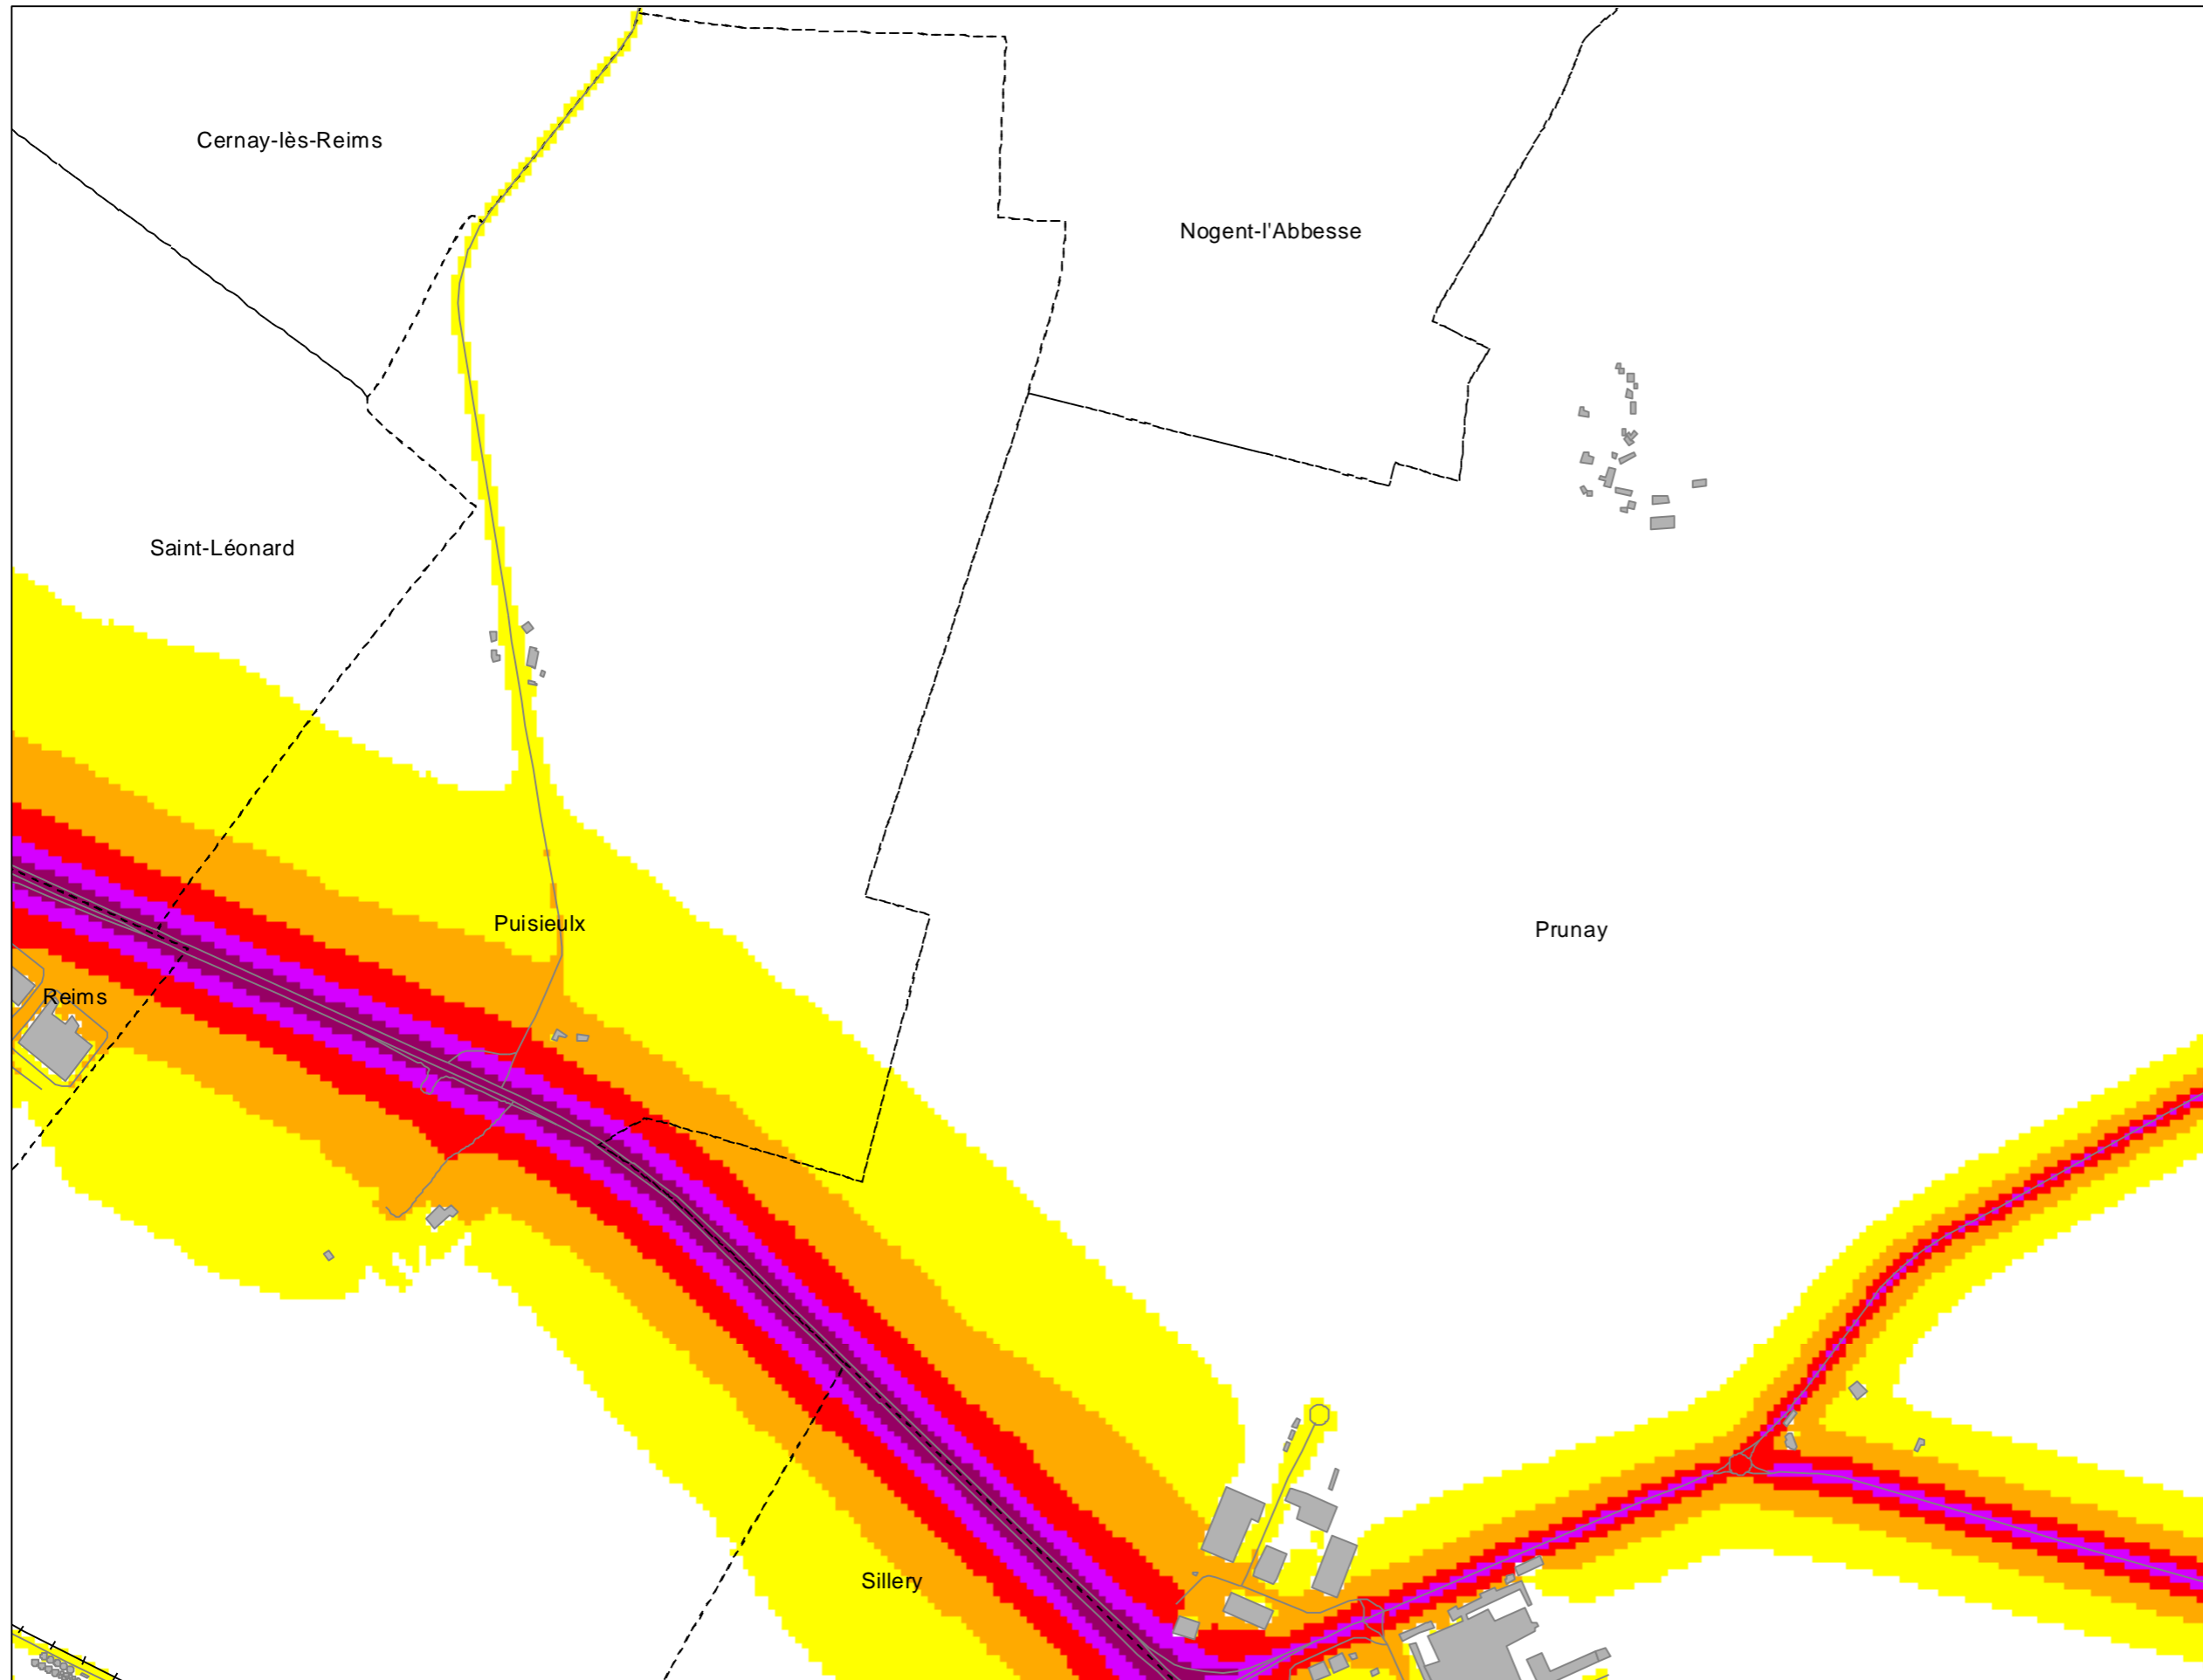 Cernay-lès-Reims
Nogent-l'Abbesse
Saint-Léonard
Puisieulx
Prunay
Reims
Sillery